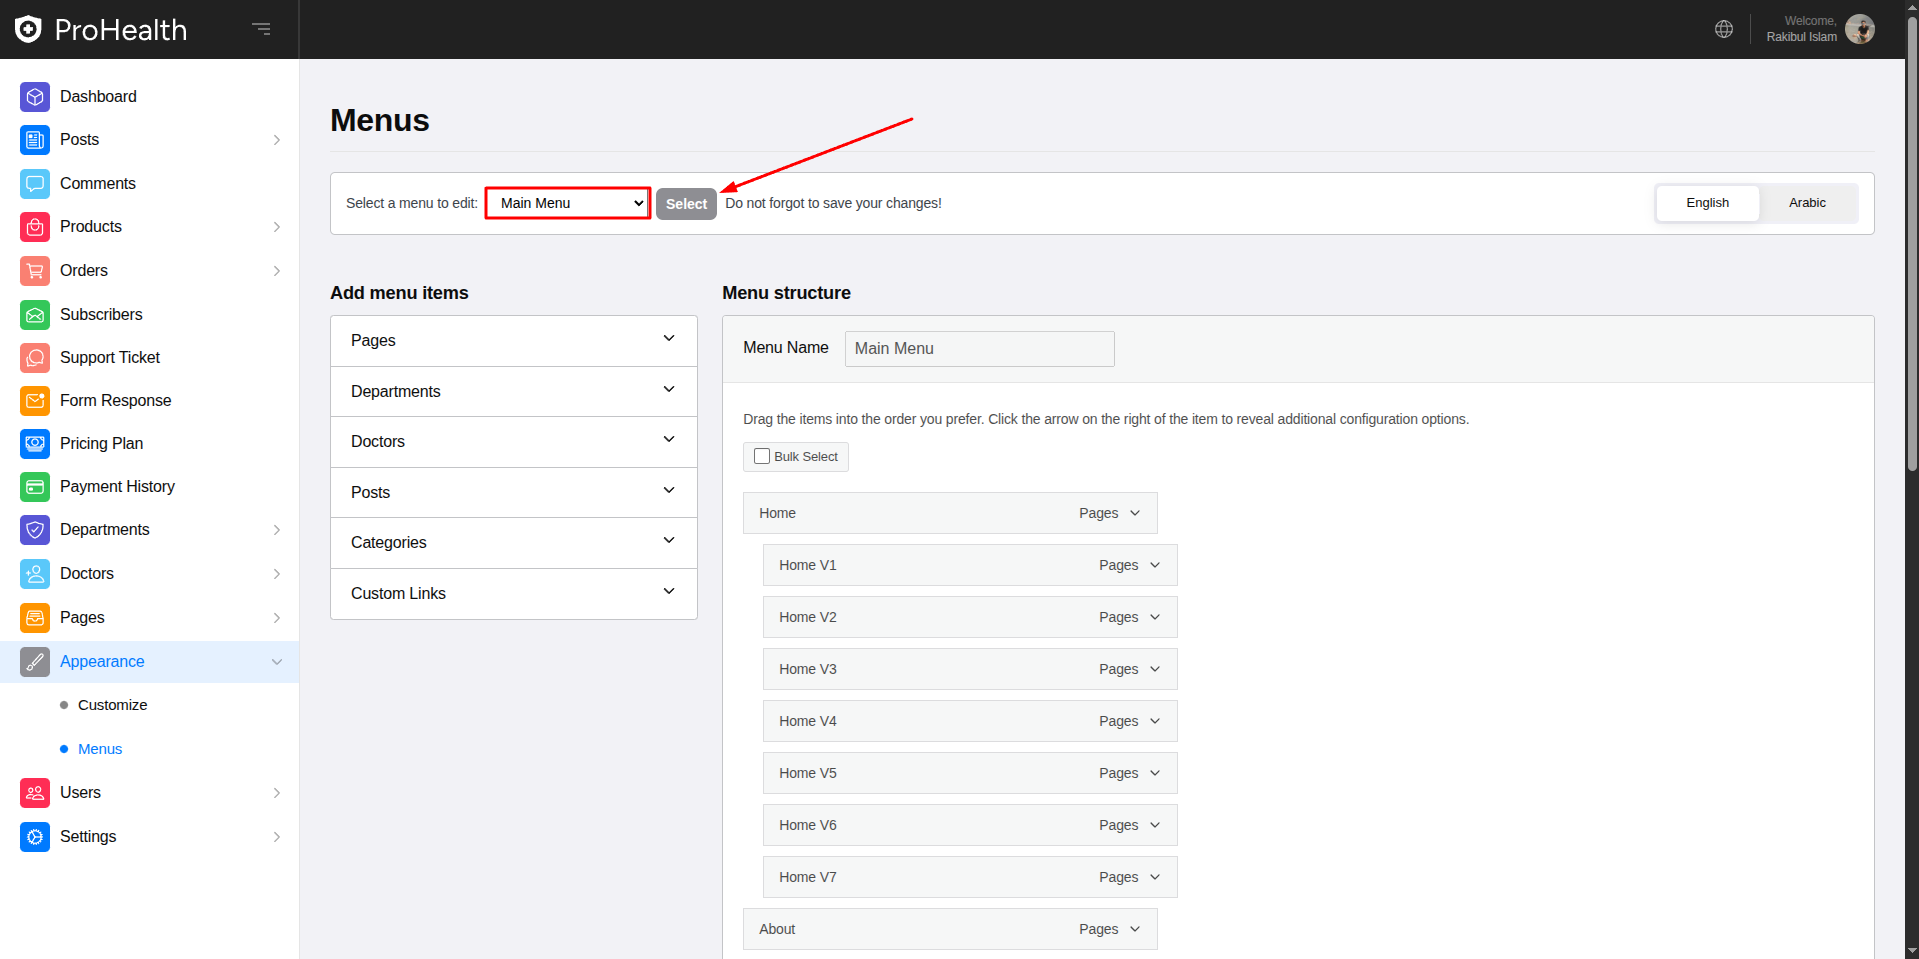 ProHealth
Welcome,
Rakibul Islam
Dashboard
Posts
Comments
Products
Orders
Subscribers
Support Ticket
Form Response
Pricing Plan
Payment History
Departments
Doctors
Pages
Appearance
Customize
Menus
Users
Settings
Menus
Select a menu to edit: Main Menu Select Do not forgot to save your changes!
English Arabic
Add menu items
Pages
Departments
Doctors
Posts
Categories
Custom Links
Menu structure
Menu Name Main Menu
Drag the items into the order you prefer. Click the arrow on the right of the item to reveal additional configuration options.
Bulk Select
Home Pages
Home V1 Pages
Home V2 Pages
Home V3 Pages
Home V4 Pages
Home V5 Pages
Home V6 Pages
Home V7 Pages
About Pages